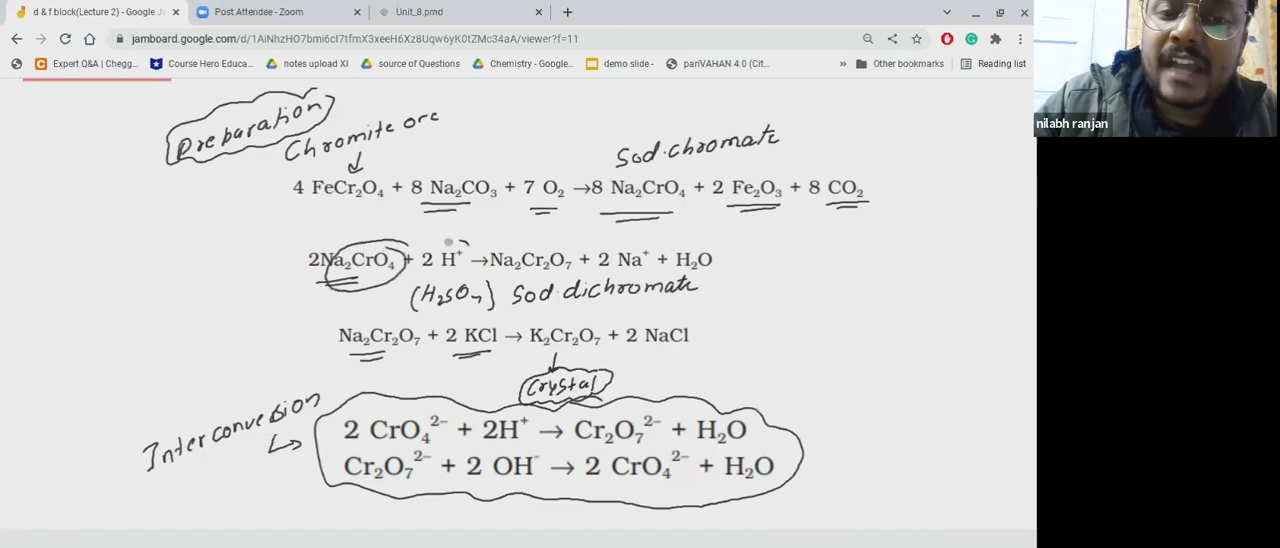 d & f block(Lecture 2) - Google Ja
Post Attendee - Zoom
Unit_8.pmd
jamboard.google.com/d/1AiNhzHO7bmi6cI7tfmX3xeeH6Xz8Uqw6yK0tZMc34aA/viewer?f=11
Expert Q&A | Chegg...
Course Hero Educa...
notes upload XI
source of Questions
Chemistry - Google...
demo slide -
pariVAHAN 4.0 (Cit...
»
Other bookmarks
Reading list
nilabh ranjan
Preparation
Chromite ore
Sod. chromate
4 FeCr₂O₄ + 8 Na₂CO₃ + 7 O₂ → 8 Na₂CrO₄ + 2 Fe₂O₃ + 8 CO₂
2Na₂CrO₄ + 2 H⁺ → Na₂Cr₂O₇ + 2 Na⁺ + H₂O
(H₂SO₄) Sod. dichromate
Na₂Cr₂O₇ + 2 KCl → K₂Cr₂O₇ + 2 NaCl
Crystal
Interconversion
2 CrO₄²⁻ + 2H⁺ → Cr₂O₇²⁻ + H₂O
Cr₂O₇²⁻ + 2 OH⁻ → 2 CrO₄²⁻ + H₂O